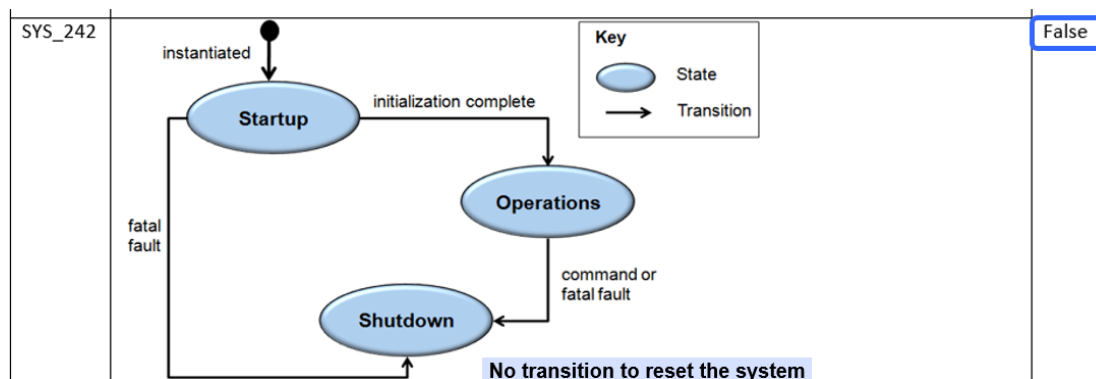 SYS_242
False
instantiated
Key
State
Transition
Startup
initialization complete
Operations
fatal
fault
command or
fatal fault
Shutdown
No transition to reset the system